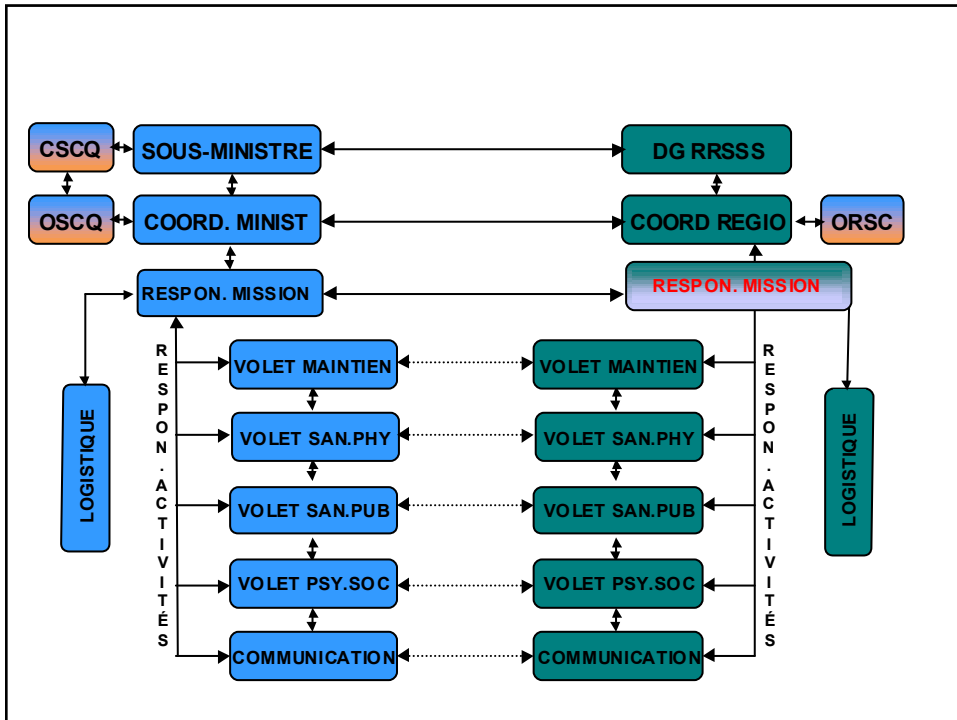 CSCQ
SOUS-MINISTRE
DG RRSSS
OSCQ
COORD. MINIST
COORD REGIO
ORSC
RESPON. MISSION
RESPON. MISSION
LOGISTIQUE
RESPON.ACTIVITÉS
VOLET MAINTIEN
VOLET MAINTIEN
VOLET SAN.PHY
VOLET SAN.PHY
VOLET SAN.PUB
VOLET SAN.PUB
VOLET PSY.SOC
VOLET PSY.SOC
COMMUNICATION
COMMUNICATION
RESPON.ACTIVITÉS
LOGISTIQUE